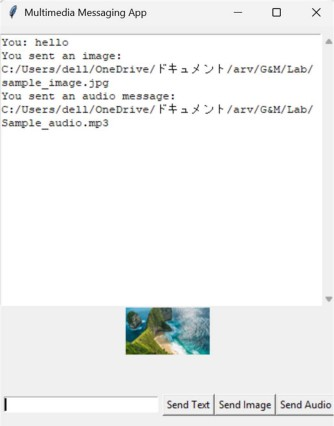 Multimedia Messaging App
You: hello
You sent an image:
C:/Users/dell/OneDrive/ドキュメント/arv/G&M/Lab/
sample_image.jpg
You sent an audio message:
C:/Users/dell/OneDrive/ドキュメント/arv/G&M/Lab/
Sample_audio.mp3
Send Text Send Image Send Audio